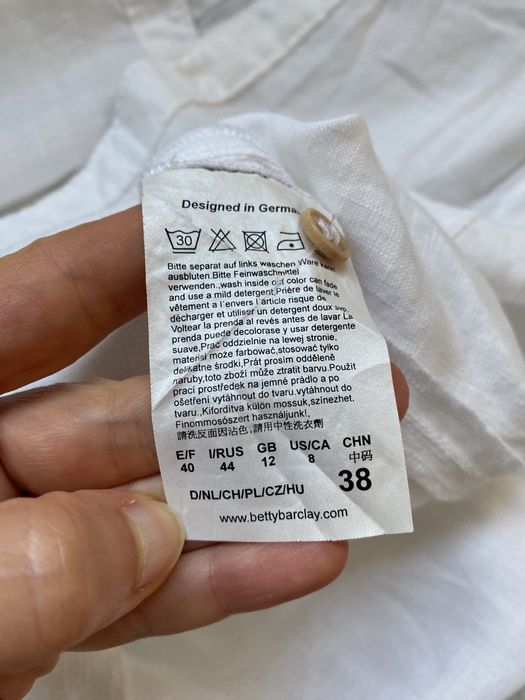 Designed in Germa
30
Bitte separat auf links waschen Ware kann
ausbluten.Bitte Feinwaschmittel
verwenden.,wash inside out color can fade
and use a mild detergent,Prière de laver le
vêtement a l'envers l'article risque de
décharger et utiliser un detergent doux svp.
Voltear la prenda al revés antes de lavar La
prenda puede decolorase y usar detergente
suave,Prać oddzielnie na lewej stronie,
materiał może farbować,stosować tylko
delikatne środki,Prát prosím odděleně
naruby,toto zboží může ztratit barvu.Použit
prací prostředek na jemné prádlo a po
ošetření vytáhnout do vytáhnout do
tvaru.,Kifordítva külön mossuk,színezhet.
Finommosószert használjunk!,
請洗反面因沾色,請用中性洗衣劑
E/F I/RUS GB US/CA CHN
40 44 12 8 中码
D/NL/CH/PL/CZ/HU 38
www.bettybarclay.com